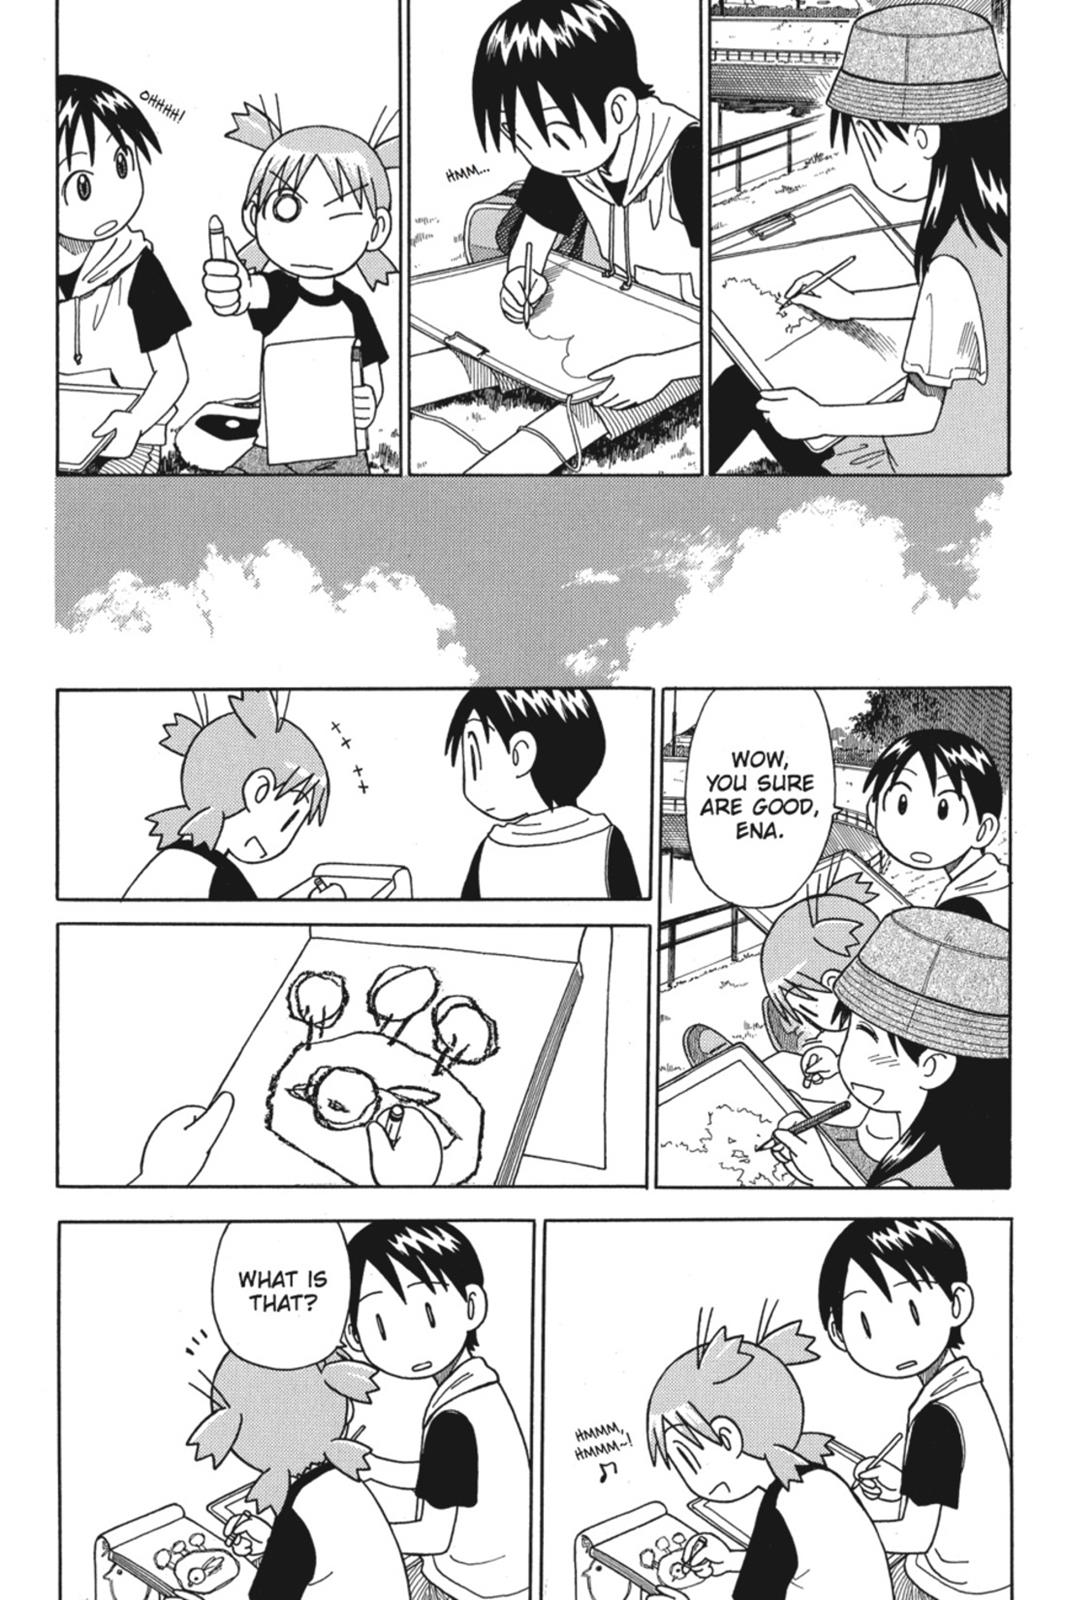 HMM...
OHHHH!
WOW,
YOU SURE
ARE GOOD,
ENA.
HMMM,
HMMM~!
WHAT IS
THAT?